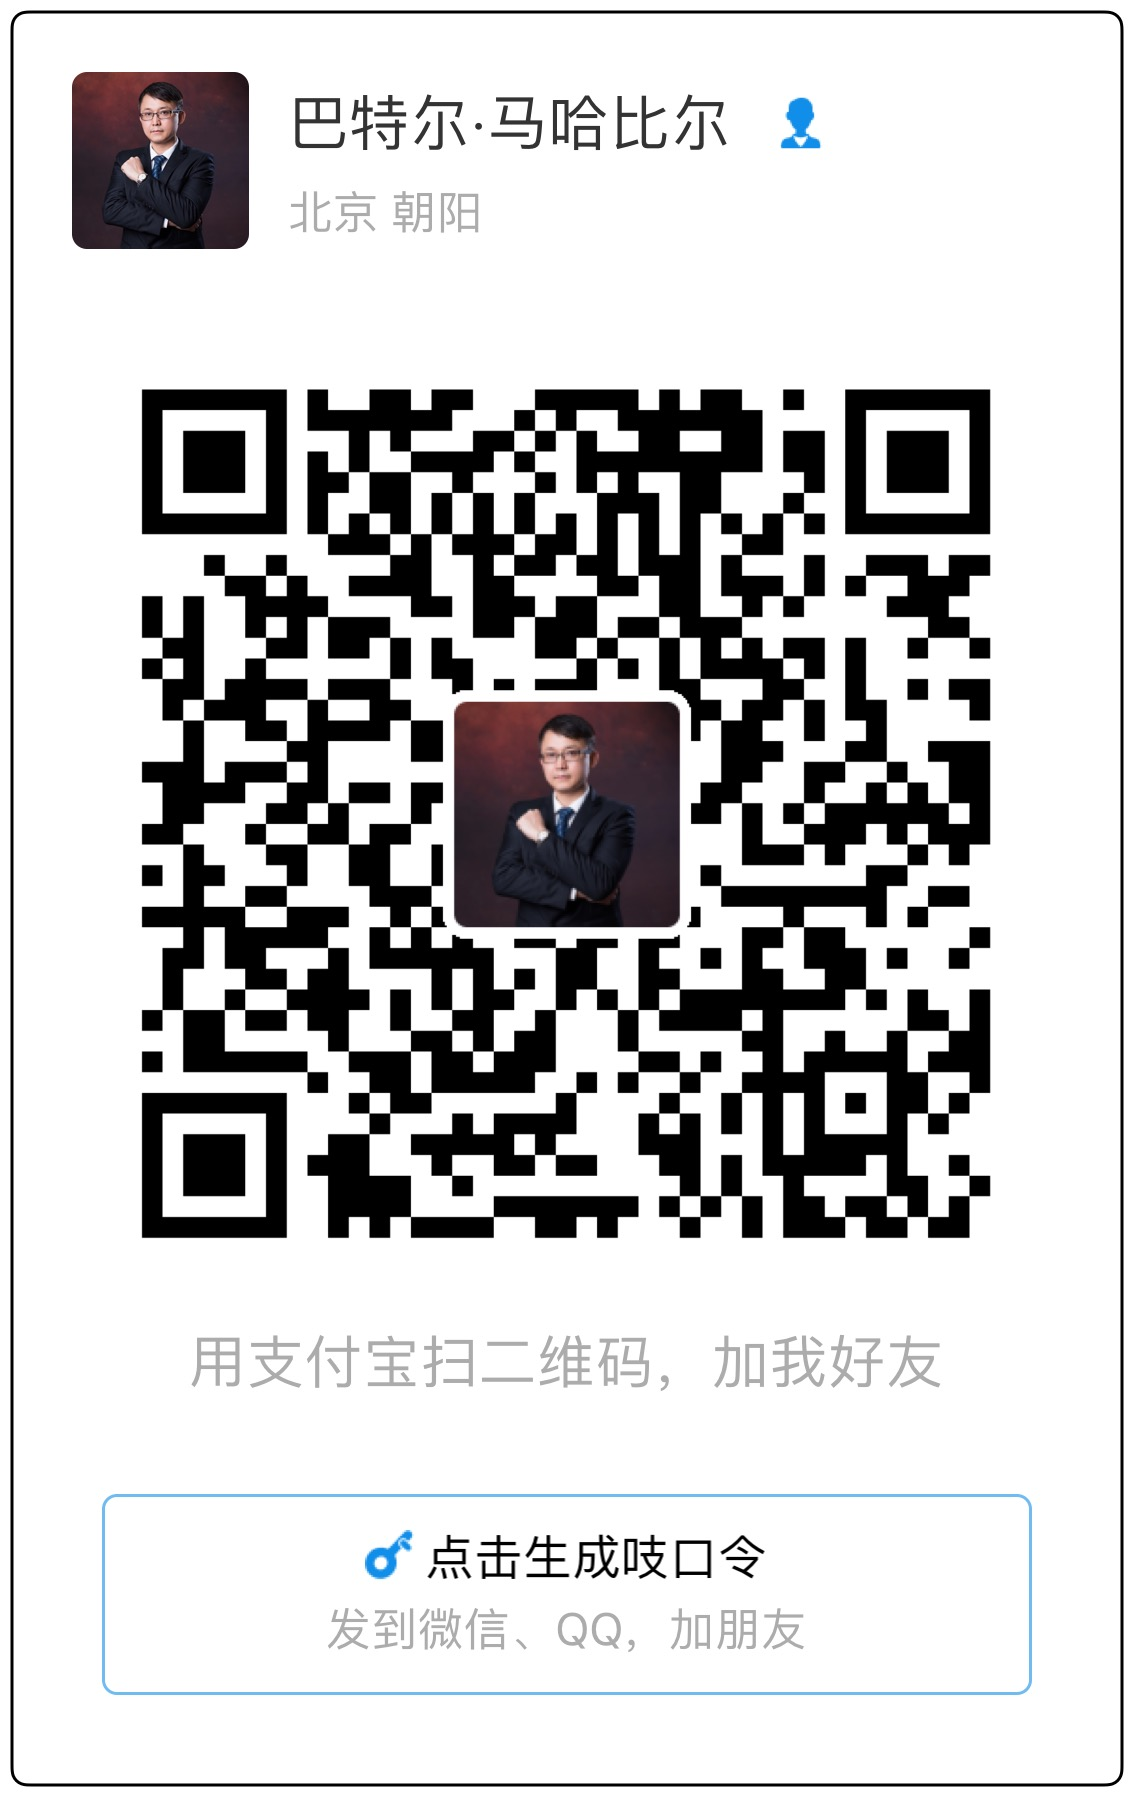 巴特尔·马哈比尔
北京 朝阳
用支付宝扫二维码，加我好友
点击生成吱口令
发到微信、QQ，加朋友